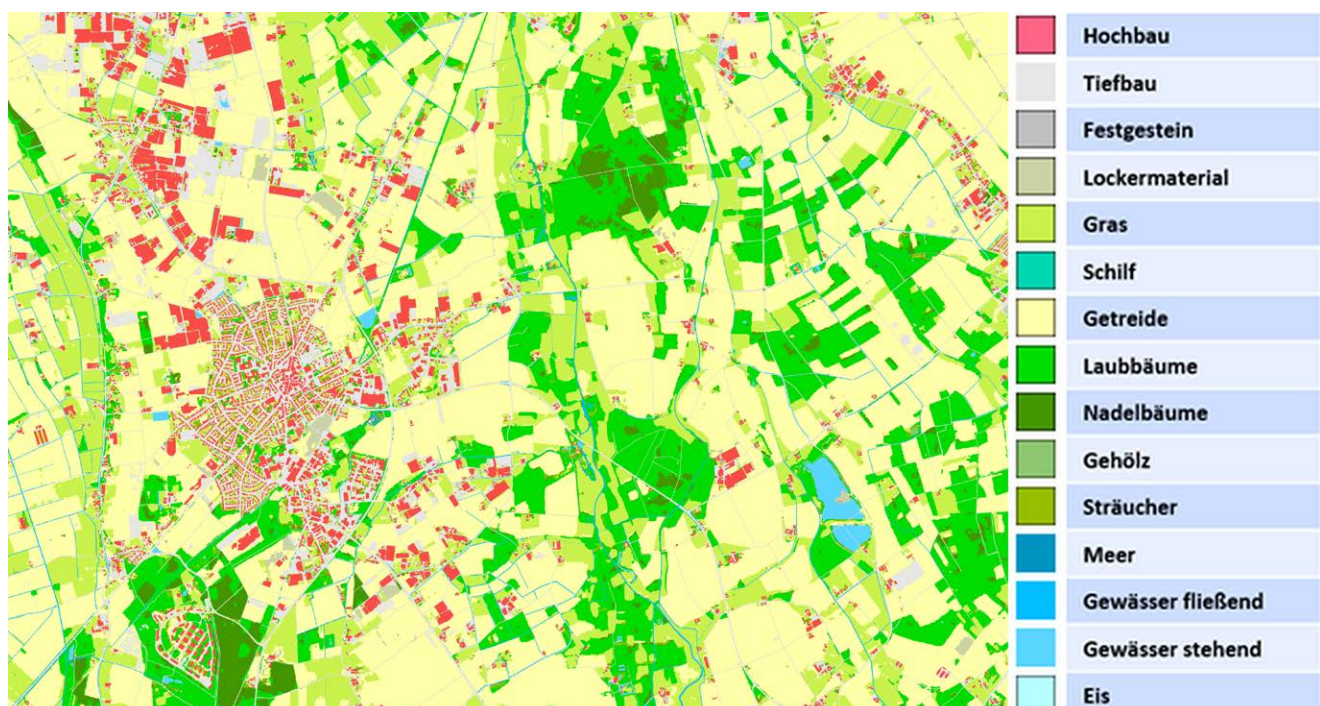 Hochbau
Tiefbau
Festgestein
Lockermaterial
Gras
Schilf
Getreide
Laubbäume
Nadelbäume
Gehölz
Sträucher
Meer
Gewässer fließend
Gewässer stehend
Eis